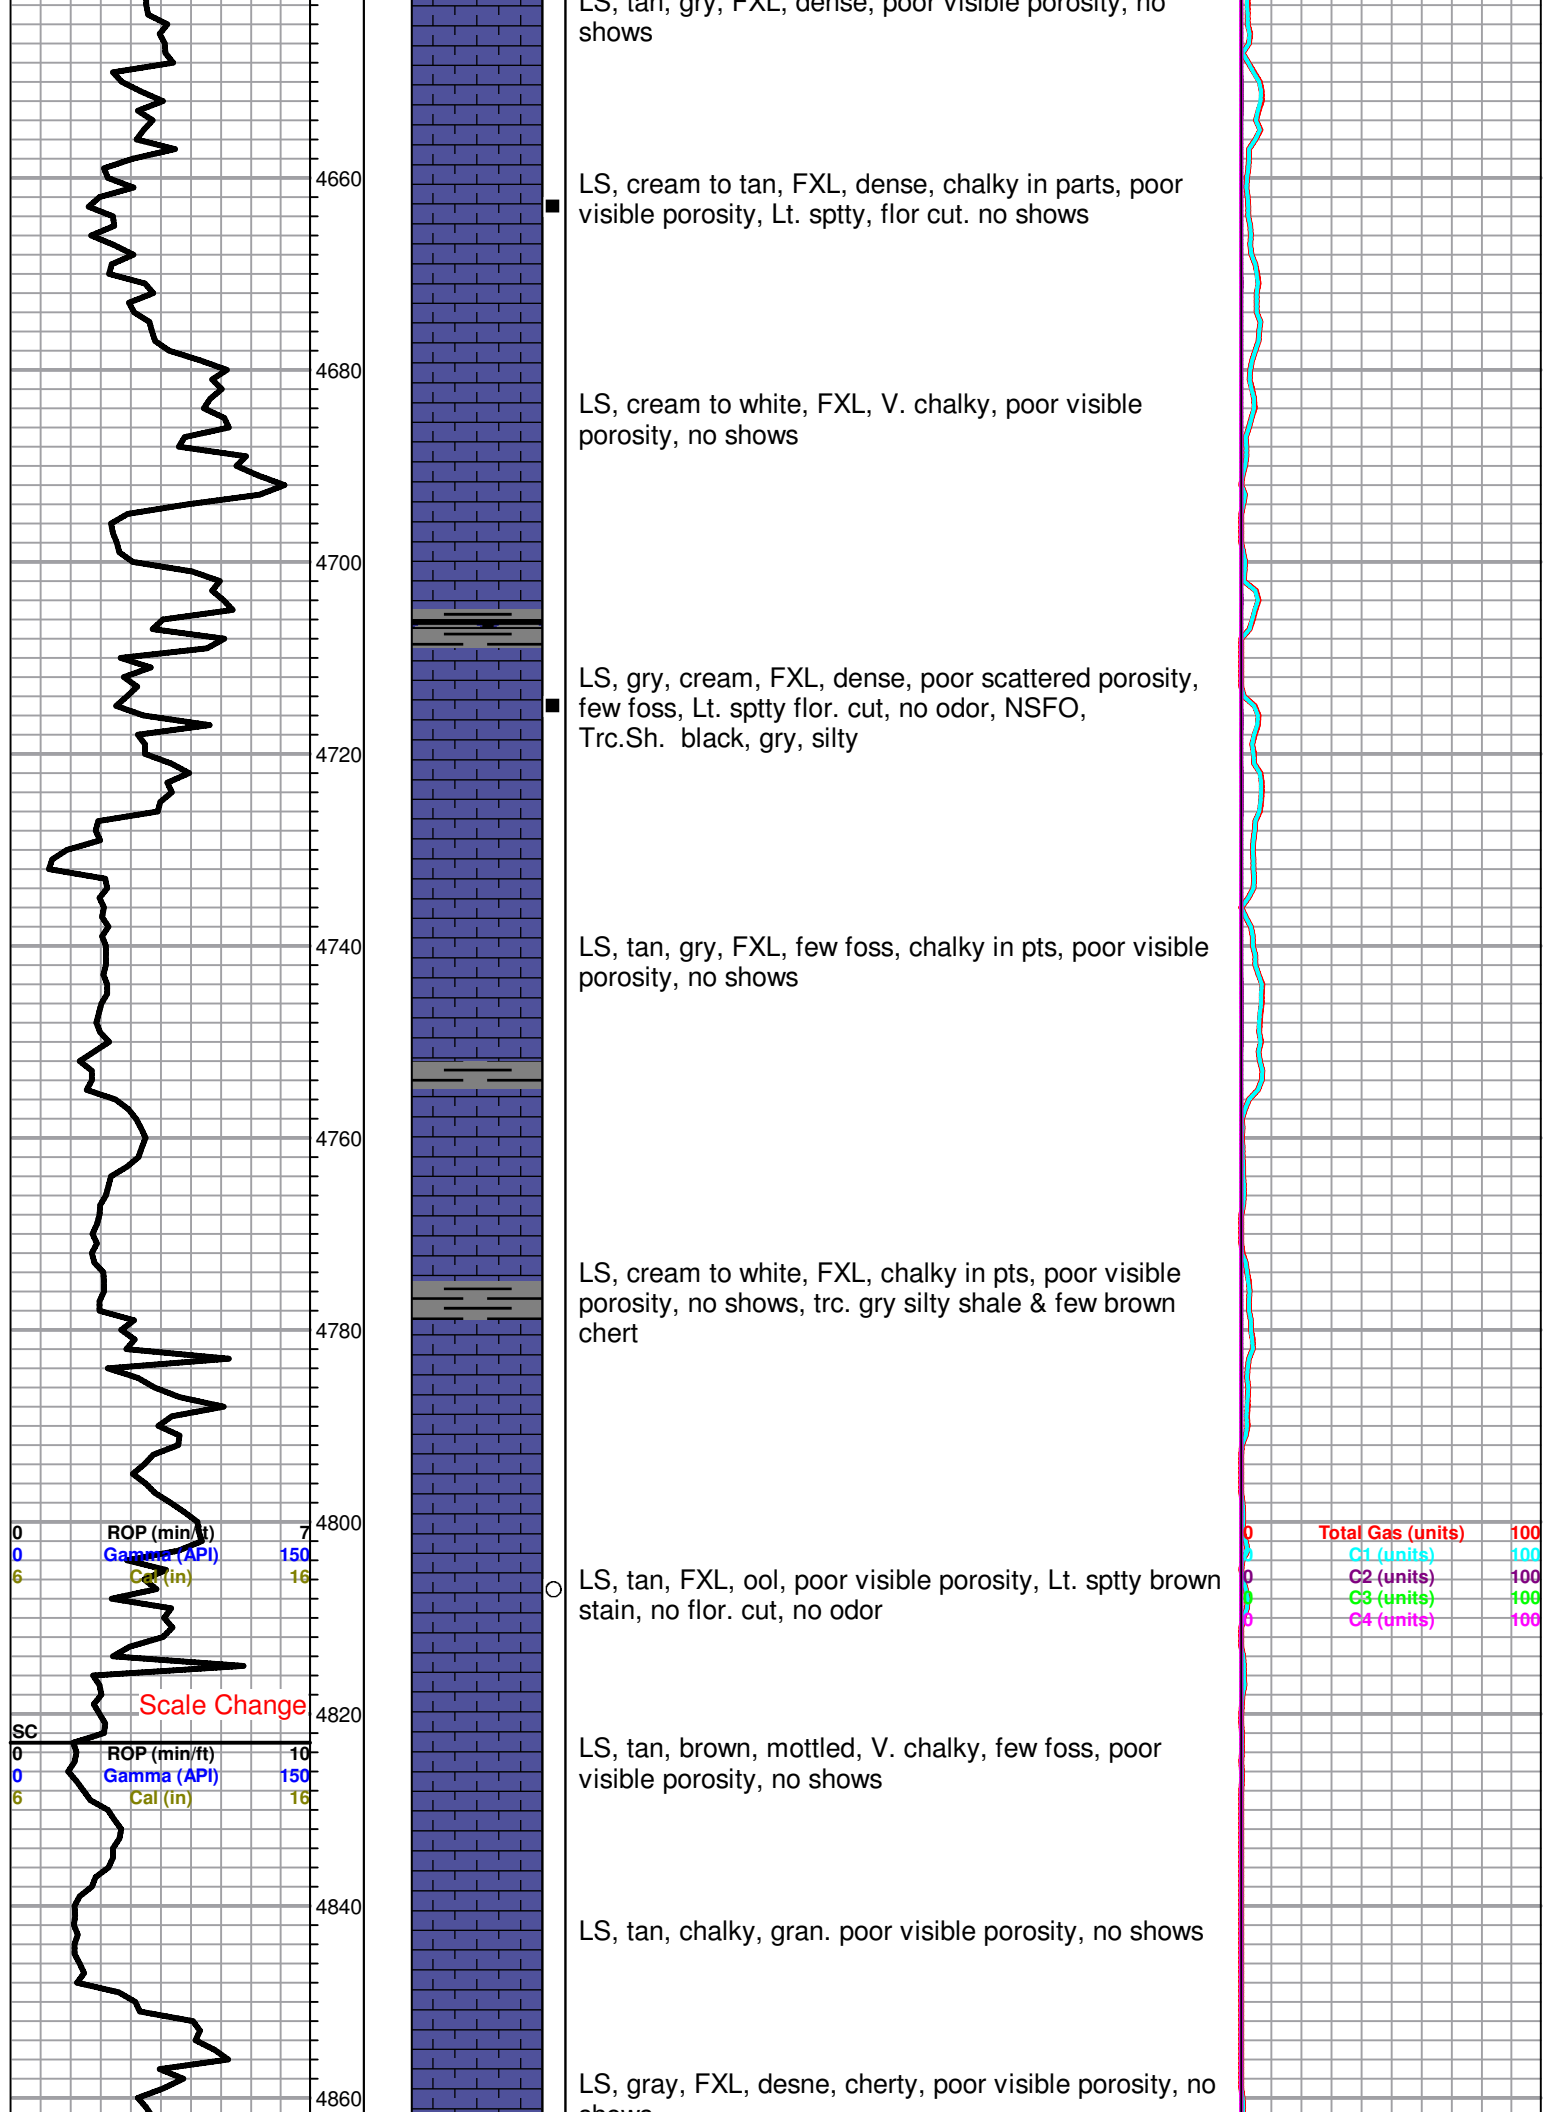 LS, tan, gry, FXL, dense, poor visible porosity, no
shows
4660
LS, cream to tan, FXL, dense, chalky in parts, poor
visible porosity, Lt. sptty, flor cut. no shows
4680
LS, cream to white, FXL, V. chalky, poor visible
porosity, no shows
4700
LS, gry, cream, FXL, dense, poor scattered porosity,
few foss, Lt. sptty flor. cut, no odor, NSFO,
Trc.Sh. black, gry, silty
4720
4740
LS, tan, gry, FXL, few foss, chalky in pts, poor visible
porosity, no shows
4760
LS, cream to white, FXL, chalky in pts, poor visible
porosity, no shows, trc. gry silty shale & few brown
chert
4780
4800
0 ROP (min/ft) 7
0 Gamma (API) 150
6 Cal (in) 16
0 Total Gas (units) 100
0 C1 (units) 100
0 C2 (units) 100
0 C3 (units) 100
0 C4 (units) 100
LS, tan, FXL, ool, poor visible porosity, Lt. sptty brown
stain, no flor. cut, no odor
Scale Change
4820
SC
0 ROP (min/ft) 10
0 Gamma (API) 150
6 Cal (in) 16
LS, tan, brown, mottled, V. chalky, few foss, poor
visible porosity, no shows
4840
LS, tan, chalky, gran. poor visible porosity, no shows
4860
LS, gray, FXL, desne, cherty, poor visible porosity, no
shows